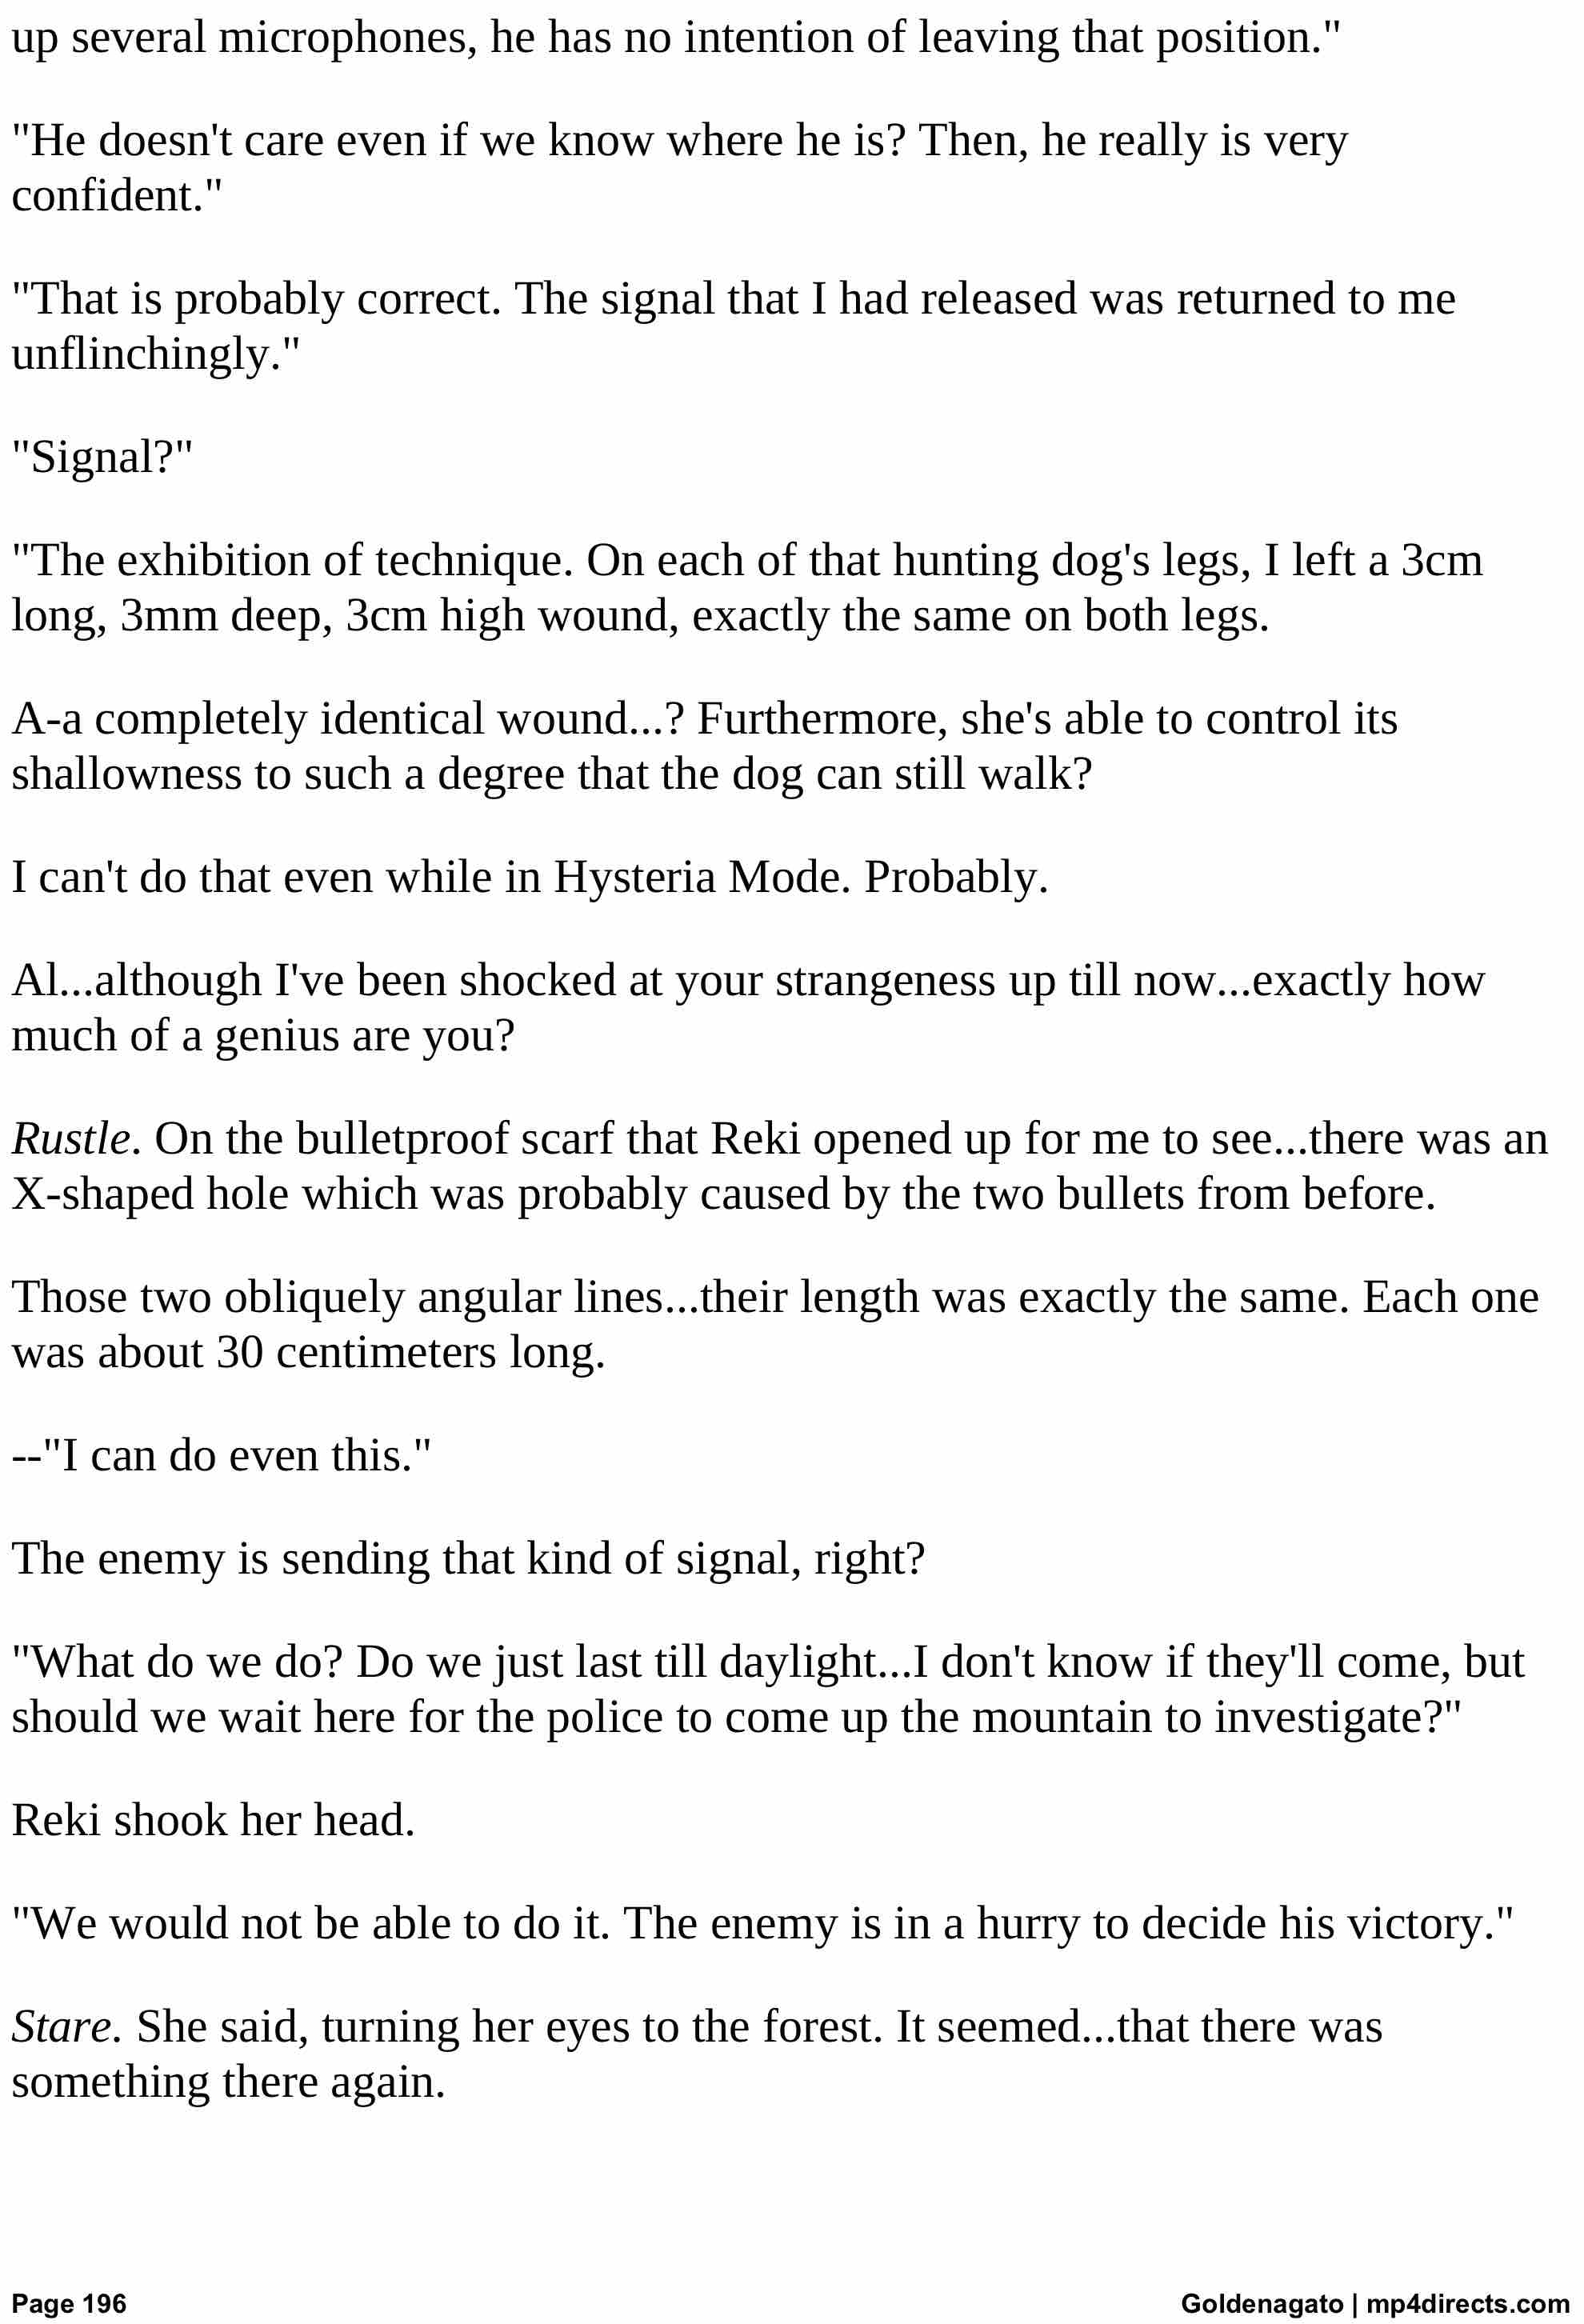 up several microphones, he has no intention of leaving that position."
"He doesn't care even if we know where he is? Then, he really is very
confident."
"That is probably correct. The signal that I had released was returned to me
unflinchingly."
"Signal?"
"The exhibition of technique. On each of that hunting dog's legs, I left a 3cm
long, 3mm deep, 3cm high wound, exactly the same on both legs.
A-a completely identical wound...? Furthermore, she's able to control its
shallowness to such a degree that the dog can still walk?
I can't do that even while in Hysteria Mode. Probably.
Al...although I've been shocked at your strangeness up till now...exactly how
much of a genius are you?
Rustle. On the bulletproof scarf that Reki opened up for me to see...there was an
X-shaped hole which was probably caused by the two bullets from before.
Those two obliquely angular lines...their length was exactly the same. Each one
was about 30 centimeters long.
--"I can do even this."
The enemy is sending that kind of signal, right?
"What do we do? Do we just last till daylight...I don't know if they'll come, but
should we wait here for the police to come up the mountain to investigate?"
Reki shook her head.
"We would not be able to do it. The enemy is in a hurry to decide his victory."
Stare. She said, turning her eyes to the forest. It seemed...that there was
something there again.
Page 196
Goldenagato | mp4directs.com